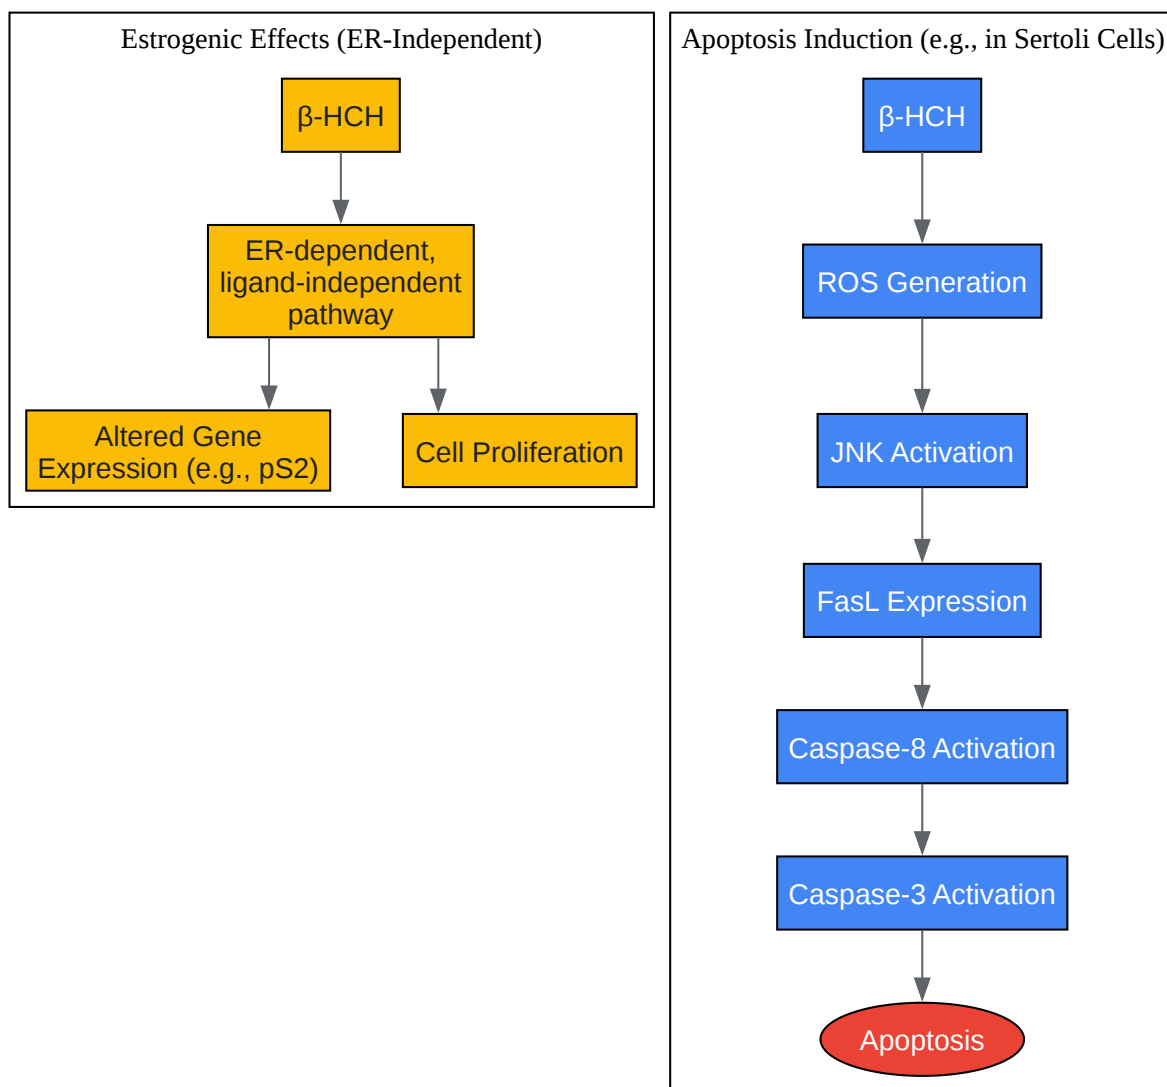 Estrogenic Effects (ER-Independent)
β-HCH
ER-dependent,
ligand-independent
pathway
Altered Gene
Expression (e.g., pS2)
Cell Proliferation
Apoptosis Induction (e.g., in Sertoli Cells)
β-HCH
ROS Generation
JNK Activation
FasL Expression
Caspase-8 Activation
Caspase-3 Activation
Apoptosis